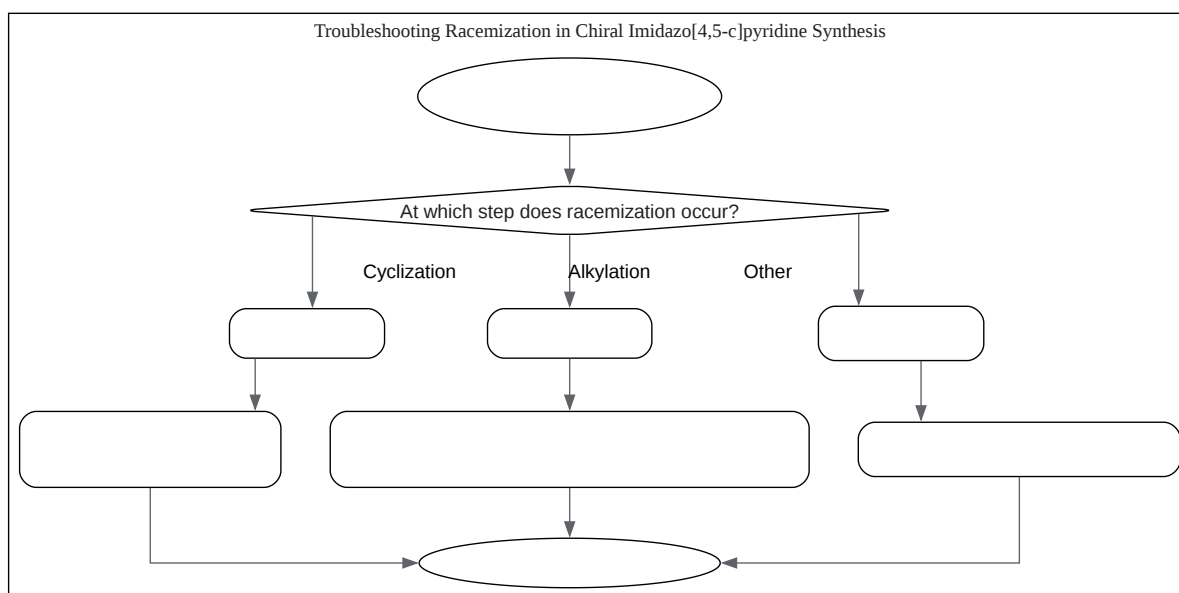 Troubleshooting Racemization in Chiral Imidazo[4,5-c]pyridine Synthesis
At which step does racemization occur?
Cyclization
Alkylation
Other